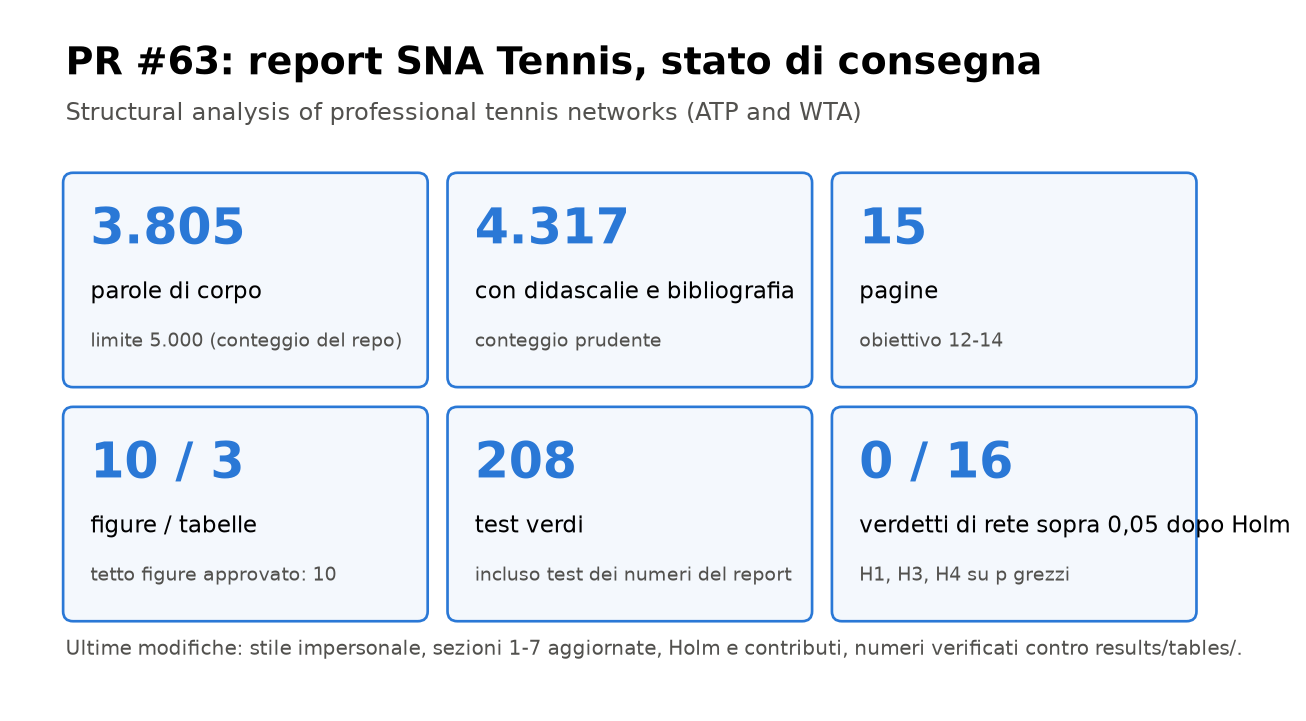 PR #63: report SNA Tennis, stato di consegna
Structural analysis of professional tennis networks (ATP and WTA)
3.805
parole di corpo
limite 5.000 (conteggio del repo)
4.317
con didascalie e bibliografia
conteggio prudente
15
pagine
obiettivo 12-14
10 / 3
figure / tabelle
tetto figure approvato: 10
208
test verdi
incluso test dei numeri del report
0 / 16
verdetti di rete sopra 0,05 dopo Holm
H1, H3, H4 su p grezzi
Ultime modifiche: stile impersonale, sezioni 1-7 aggiornate, Holm e contributi, numeri verificati contro results/tables/.